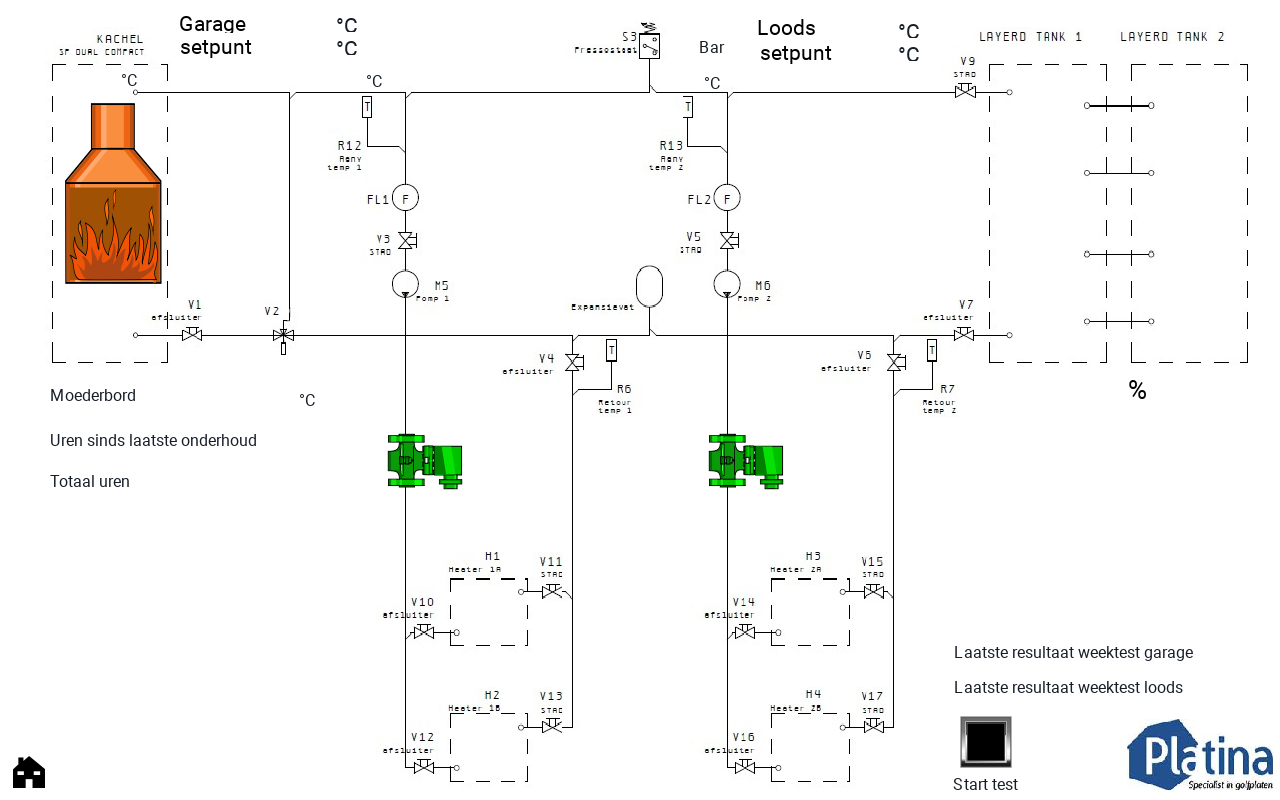 Garage
setpunt
°C
°C
Loods
setpunt
°C
°C
KACHEL
SP DUAL COMPACT
°C
°C
S3
Pressostaat
Bar
°C
V9
STAD
LAYERD TANK 1
LAYERD TANK 2
T
R12
Aanv
temp 1
T
R13
Aanv
temp 2
FL1
F
FL2
F
V3
STAD
V5
STAD
M5
Pomp 1
M6
Pomp 2
Expansievat
V1
afsluiter
V2
V7
afsluiter
V4
afsluiter
T
V6
afsluiter
T
R6
Retour
temp 1
R7
Retour
temp 2
Moederbord
°C
%
Uren sinds laatste onderhoud
Totaal uren
H1
Heater 1A
V11
STAD
H3
Heater 2A
V15
STAD
V10
afsluiter
V14
afsluiter
Laatste resultaat weektest garage
Laatste resultaat weektest loods
H2
Heater 1B
V13
STAD
H4
Heater 2B
V17
STAD
V12
afsluiter
V16
afsluiter
Start test
Platina
Specialist in golfplaten